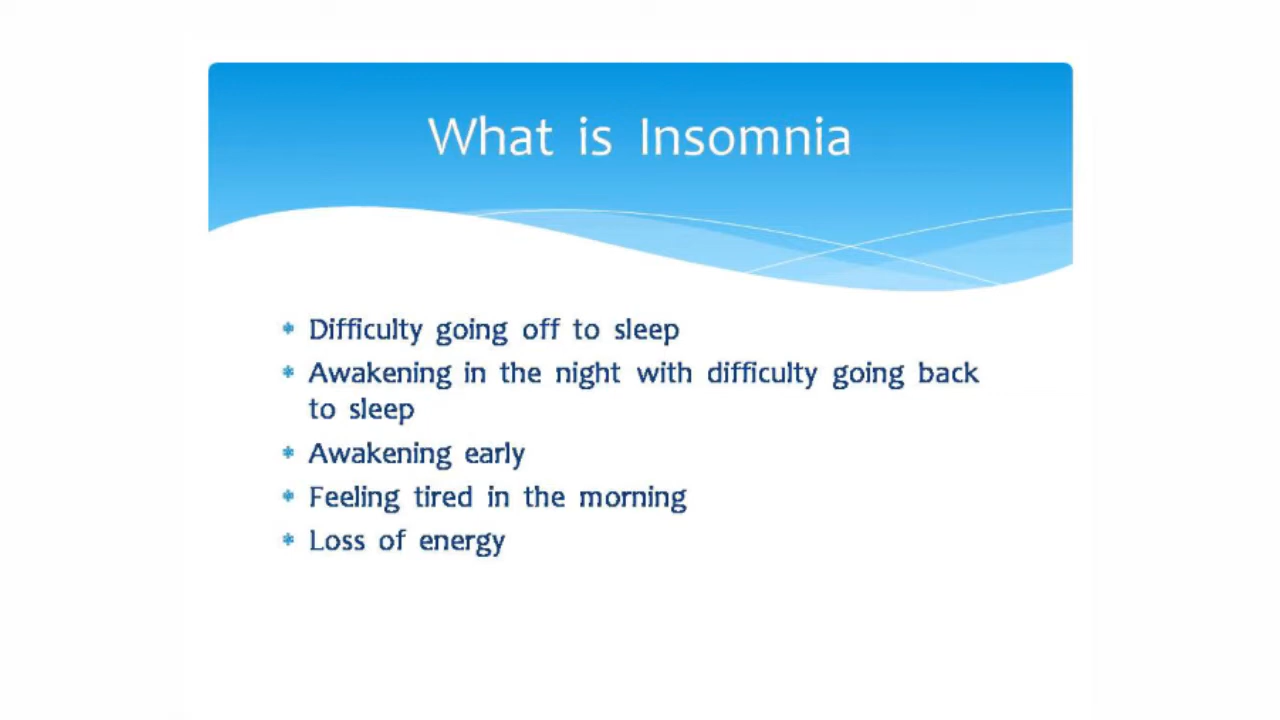 What is Insomnia
* Difficulty going off to sleep
* Awakening in the night with difficulty going back
to sleep
* Awakening early
* Feeling tired in the morning
* Loss of energy